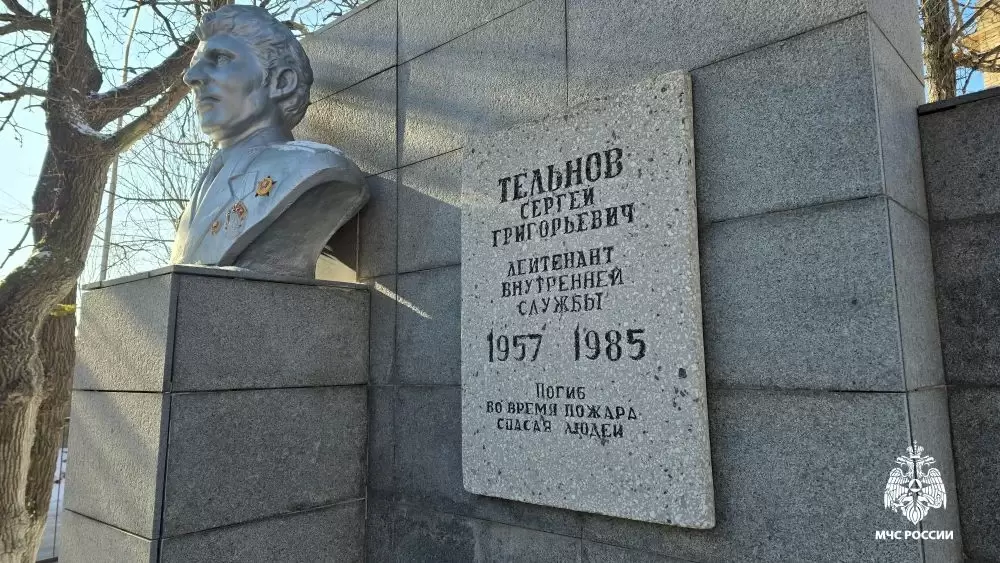 ТЕЛЬНОВ
СЕРГЕЙ
ГРИГОРЬЕВИЧ
ЛЕЙТЕНАНТ
ВНУТРЕННЕЙ
СЛУЖБЫ
1957 1985
ПОГИБ
ВО ВРЕМЯ ПОЖАРА
СПАСАЯ ЛЮДЕЙ
МЧС РОССИИ